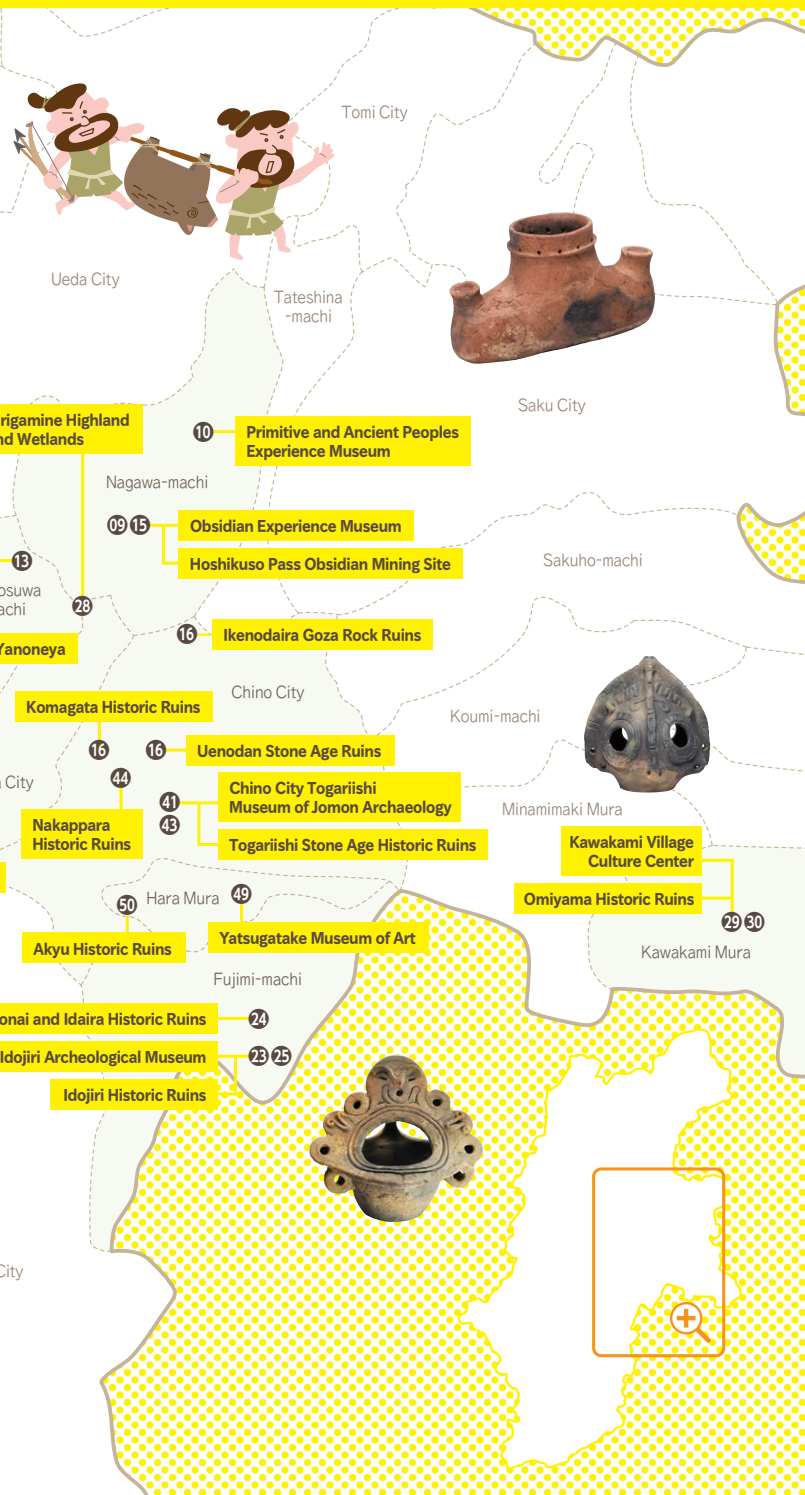 Tomi City
Ueda City
Tateshina
-machi
Saku City
rigamine Highland
nd Wetlands
10
Primitive and Ancient Peoples
Experience Museum
Nagawa-machi
09 15
Obsidian Experience Museum
Hoshikuso Pass Obsidian Mining Site
Sakuho-machi
13
osuwa
achi
28
16
Ikenodaira Goza Rock Ruins
Yanoneya
Chino City
Komagata Historic Ruins
Koumi-machi
16
16
Uenodan Stone Age Ruins
a City
44
41
43
Chino City Togariishi
Museum of Jomon Archaeology
Togariishi Stone Age Historic Ruins
Nakappara
Historic Ruins
Minamimaki Mura
Kawakami Village
Culture Center
Omiyama Historic Ruins
29 30
Kawakami Mura
50
Hara Mura
49
Akyu Historic Ruins
Yatsugatake Museum of Art
Fujimi-machi
onai and Idaira Historic Ruins
24
Idojiri Archeological Museum
23 25
Idojiri Historic Ruins
City